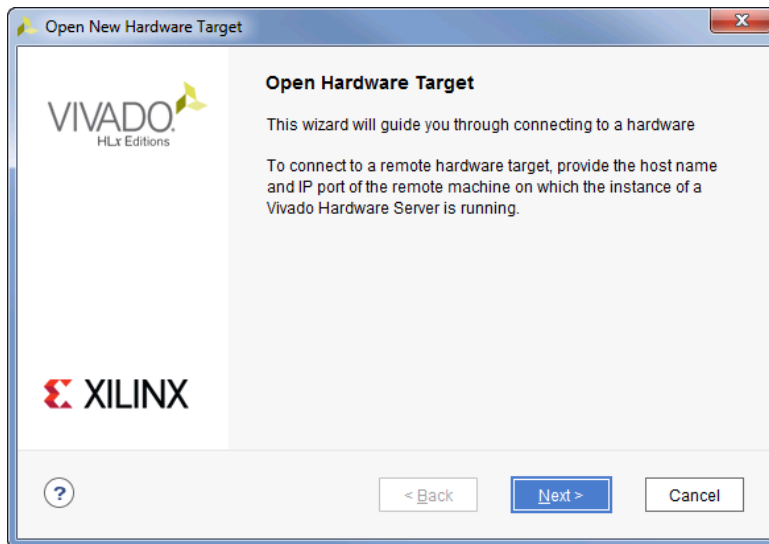 Open New Hardware Target
VIVADO.
HLx Editions
Open Hardware Target
This wizard will guide you through connecting to a hardware
To connect to a remote hardware target, provide the host name
and IP port of the remote machine on which the instance of a
Vivado Hardware Server is running.
XILINX
?
< Back
Next >
Cancel